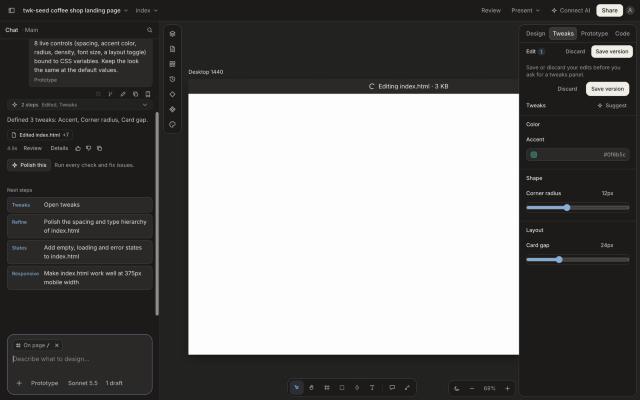 twk-seed coffee shop landing page
index
Review
Present
Connect AI
Share
Chat
Main
8 live controls (spacing, accent color,
radius, density, font size, a layout toggle)
bound to CSS variables. Keep the look
the same at the default values.
Prototype
2 steps Edited, Tweaks
Defined 3 tweaks: Accent, Corner radius, Card gap.
Edited index.html +7
4.9s Review Details
Polish this Run every check and fix issues.
Next steps
Tweaks Open tweaks
Refine Polish the spacing and type hierarchy
of index.html
States Add empty, loading and error states
to index.html
Responsive Make index.html work well at 375px
mobile width
On page /
Describe what to design...
Prototype Sonnet 5.5 1 draft
Desktop 1440
Editing index.html · 3 KB
68%
Design Tweaks Prototype Code
Edit 1 Discard Save version
Save or discard your edits before you
ask for a tweaks panel.
Discard Save version
Tweaks Suggest
Color
Accent
#0f6b5c
Shape
Corner radius 12px
Layout
Card gap 24px